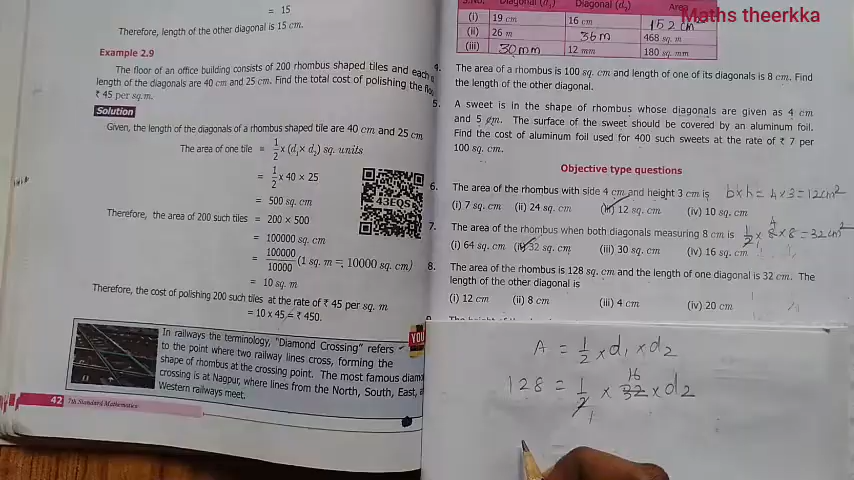 = 15
Therefore, length of the other diagonal is 15 cm.
Example 2.9
The floor of an office building consists of 200 rhombus shaped tiles and each
length of the diagonals are 40 cm and 25 cm. Find the total cost of polishing the
₹ 45 per sq.m.
Solution
Given, the length of the diagonals of a rhombus shaped tile are 40 cm and 25 cm
The area of one tile = 1/2 × (d₁ × d₂) sq. units
= 1/2 × 40 × 25
= 500 sq. cm
Therefore, the area of 200 such tiles = 200 × 500
= 100000 sq. cm
= 100000/10000 (1 sq. m = 10000 sq. cm)
= 10 sq. m
Therefore, the cost of polishing 200 such tiles at the rate of ₹ 45 per sq. m
= 10 x 45 = ₹ 450.
43EQS
In railways the terminology, "Diamond Crossing" refers
to the point where two railway lines cross, forming the
shape of rhombus at the crossing point. The most famous
crossing is at Nagpur, where lines from the North, South, East,
Western railways meet.
YOU
42 7th Standard Mathematics
Maths theerkka
S.No. Diagonal (d₁) Diagonal (d₂) Area
(i) 19 cm 16 cm 152 cm
(ii) 26 m 36m 468 sq. m
(iii) 30mm 12 mm 180 sq. mm
4. The area of a rhombus is 100 sq. cm and length of one of its diagonals is 8 cm. Find
the length of the other diagonal.
5. A sweet is in the shape of rhombus whose diagonals are given as 4 cm
and 5 cm. The surface of the sweet should be covered by an aluminum foil.
Find the cost of aluminum foil used for 400 such sweets at the rate of ₹ 7 per
100 sq. cm.
Objective type questions
6. The area of the rhombus with side 4 cm and height 3 cm is b×h = 4×3=12cm²
(i) 7 sq. cm (ii) 24 sq. cm (iii) 12 sq. cm (iv) 10 sq. cm
7. The area of the rhombus when both diagonals measuring 8 cm is 1/2 × 8 4 × 8 = 32cm²
(i) 64 sq. cm (ii) 32 sq. cm (iii) 30 sq. cm (iv) 16 sq. cm
8. The area of the rhombus is 128 sq. cm and the length of one diagonal is 32 cm. The
length of the other diagonal is
(i) 12 cm (ii) 8 cm (iii) 4 cm (iv) 20 cm
A = 1/2 × d₁ × d₂
128 = 1/2 × 32 16 × d₂
1